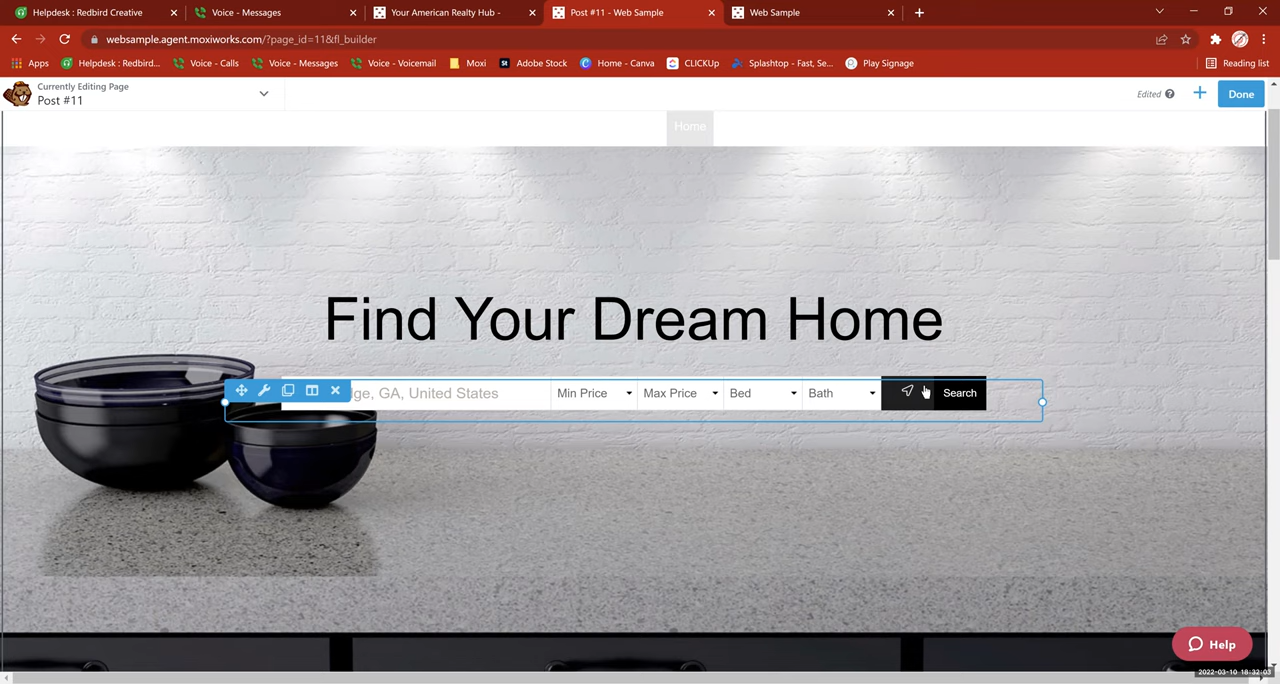 Helpdesk : Redbird Creative
Voice - Messages
Your American Realty Hub -
Post #11 - Web Sample
Web Sample
websample.agent.moxiworks.com/?page_id=11&fl_builder
Apps
Helpdesk : Redbird...
Voice - Calls
Voice - Messages
Voice - Voicemail
Moxi
St Adobe Stock
Home - Canva
CLICKUp
Splashtop - Fast, Se...
Play Signage
Reading list
Currently Editing Page
Post #11
Edited
Done
Home
Find Your Dream Home
GA, United States
Min Price
Max Price
Bed
Bath
Search
Help
2022-03-10 18:32:03